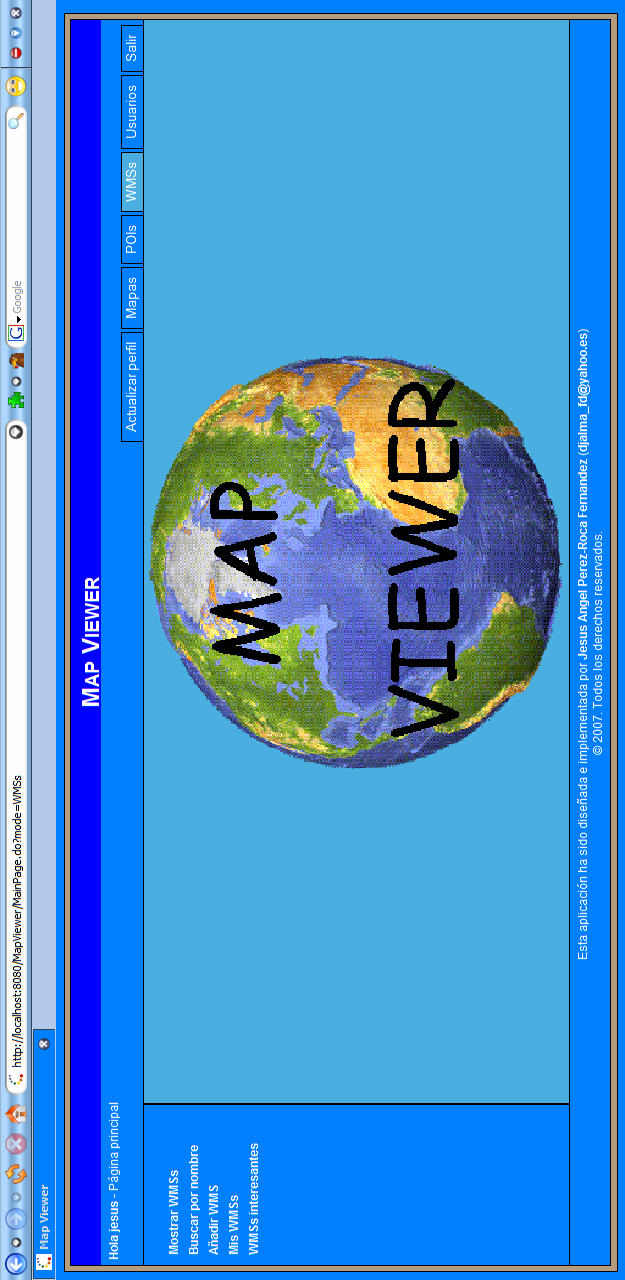 http://localhost:8080/MapViewer/MainPage.do?mode=WMSs
G Google
Map Viewer
MAP VIEWER
Hola jesus - Página principal
Actualizar perfil Mapas POIs WMSs Usuarios Salir
Mostrar WMSs
Buscar por nombre
Añadir WMS
Mis WMSs
WMSs interesantes
MAP
VIEWER
Esta aplicación ha sido diseñada e implementada por Jesus Angel Perez-Roca Fernandez (djalma_fd@yahoo.es)
© 2007. Todos los derechos reservados.